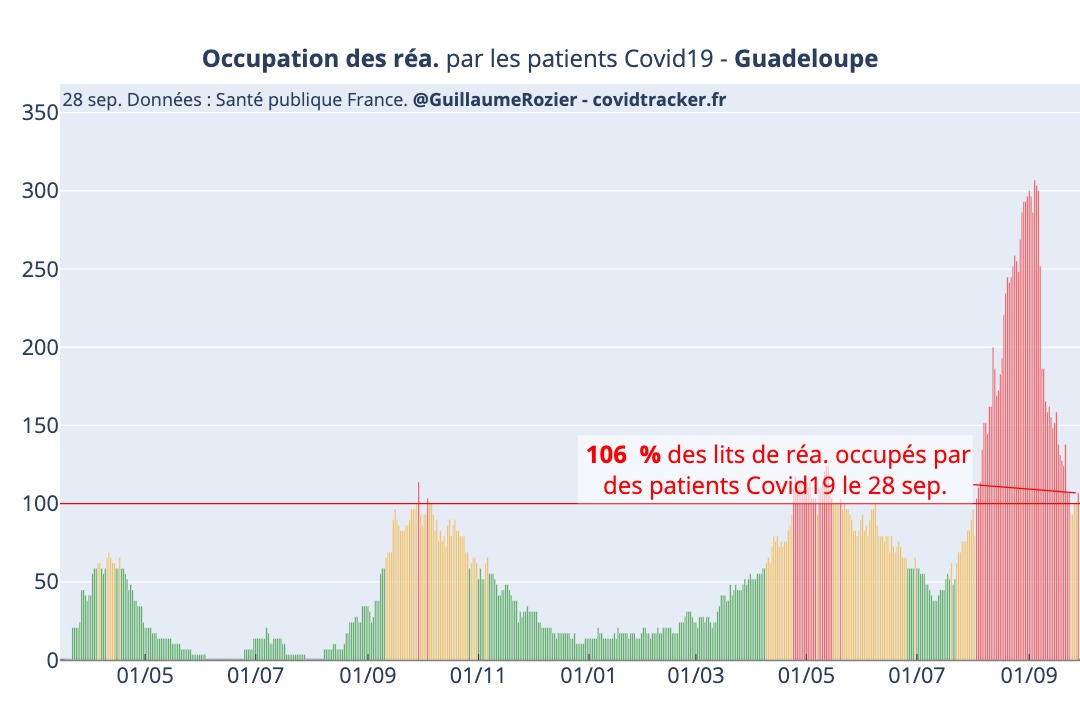 Occupation des réa. par les patients Covid19 - Guadeloupe
28 sep. Données : Santé publique France. @GuillaumeRozier - covidtracker.fr
350
300
250
200
150
100
50
0
106 % des lits de réa. occupés par
des patients Covid19 le 28 sep.
01/05 01/07 01/09 01/11 01/01 01/03 01/05 01/07 01/09